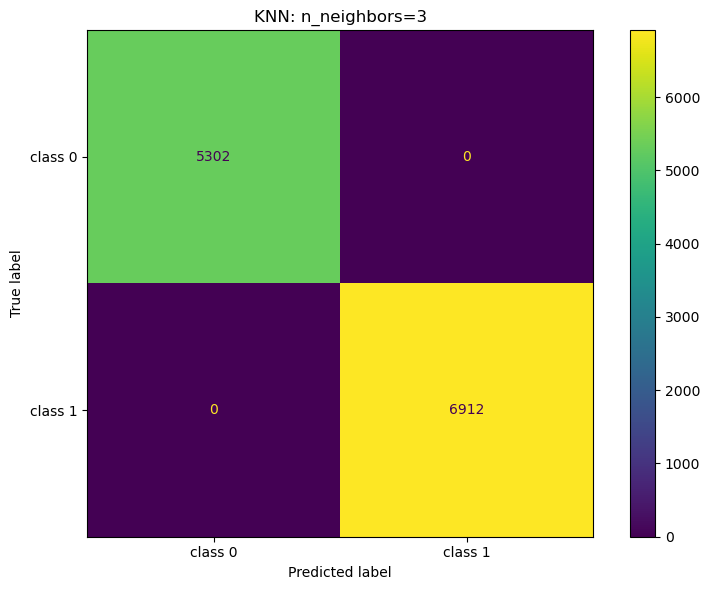 KNN: n_neighbors=3
True label
class 0
class 1
5302
0
0
6912
class 0
class 1
Predicted label
6000
5000
4000
3000
2000
1000
0